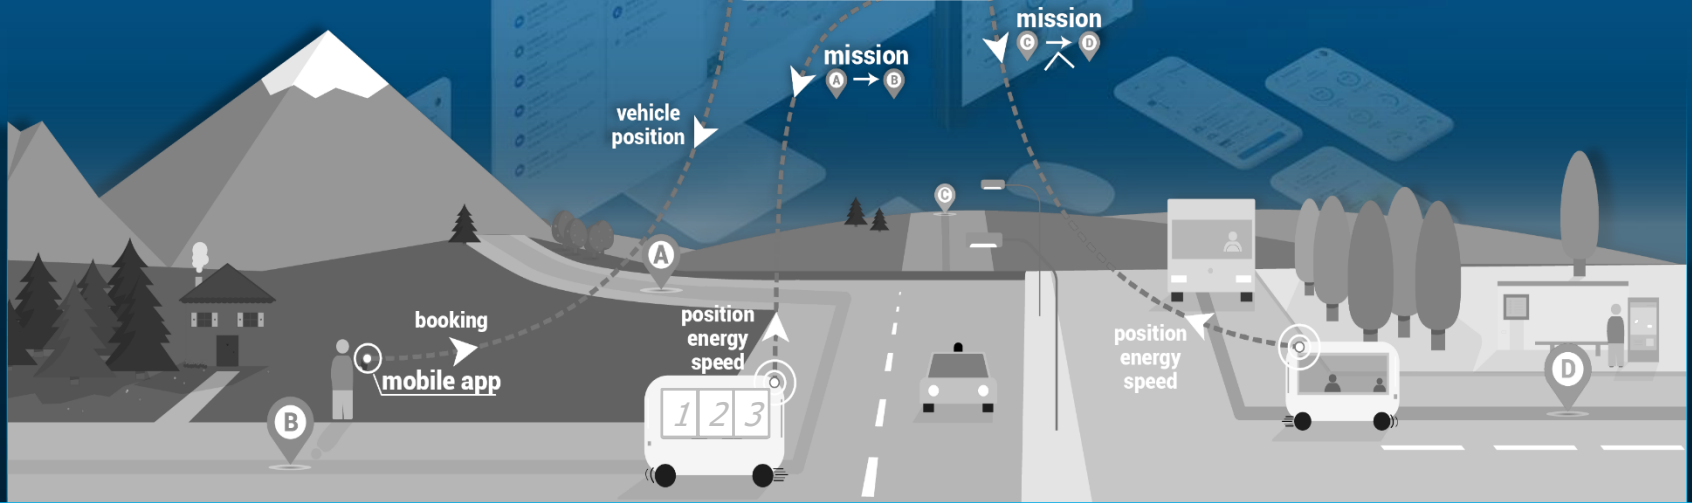 mission
C D
mission
A B
vehicle
position
C
A
booking
mobile app
position
energy
speed
position
energy
speed
B
1 2 3
D